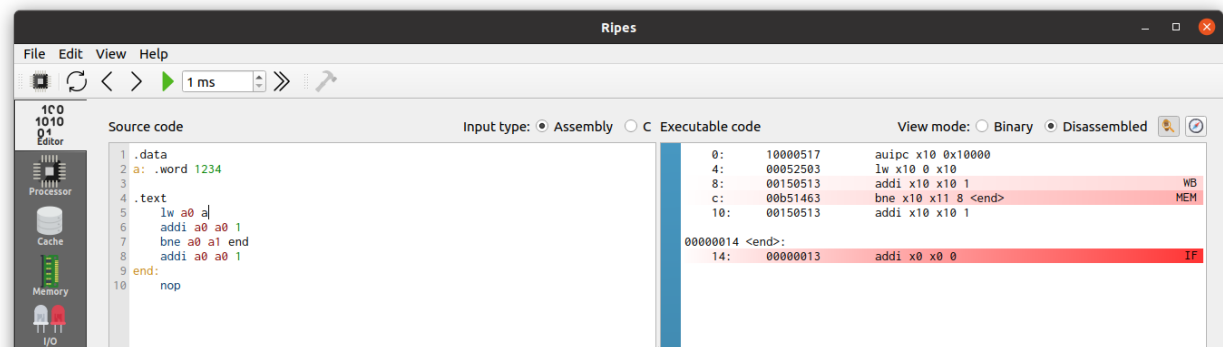 Ripes
File Edit View Help
1 ms
Editor
Processor
Cache
Memory
I/O
Source code
Input type: Assembly C
1 .data
2 a: .word 1234
3
4 .text
5 lw a0 a
6 addi a0 a0 1
7 bne a0 a1 end
8 addi a0 a0 1
9 end:
10 nop
Executable code
View mode: Binary Disassembled
0: 10000517 auipc x10 0x10000
4: 00052503 lw x10 0 x10
8: 00150513 addi x10 x10 1 WB
c: 00b51463 bne x10 x11 8 <end> MEM
10: 00150513 addi x10 x10 1
00000014 <end>:
14: 00000013 addi x0 x0 0 IF